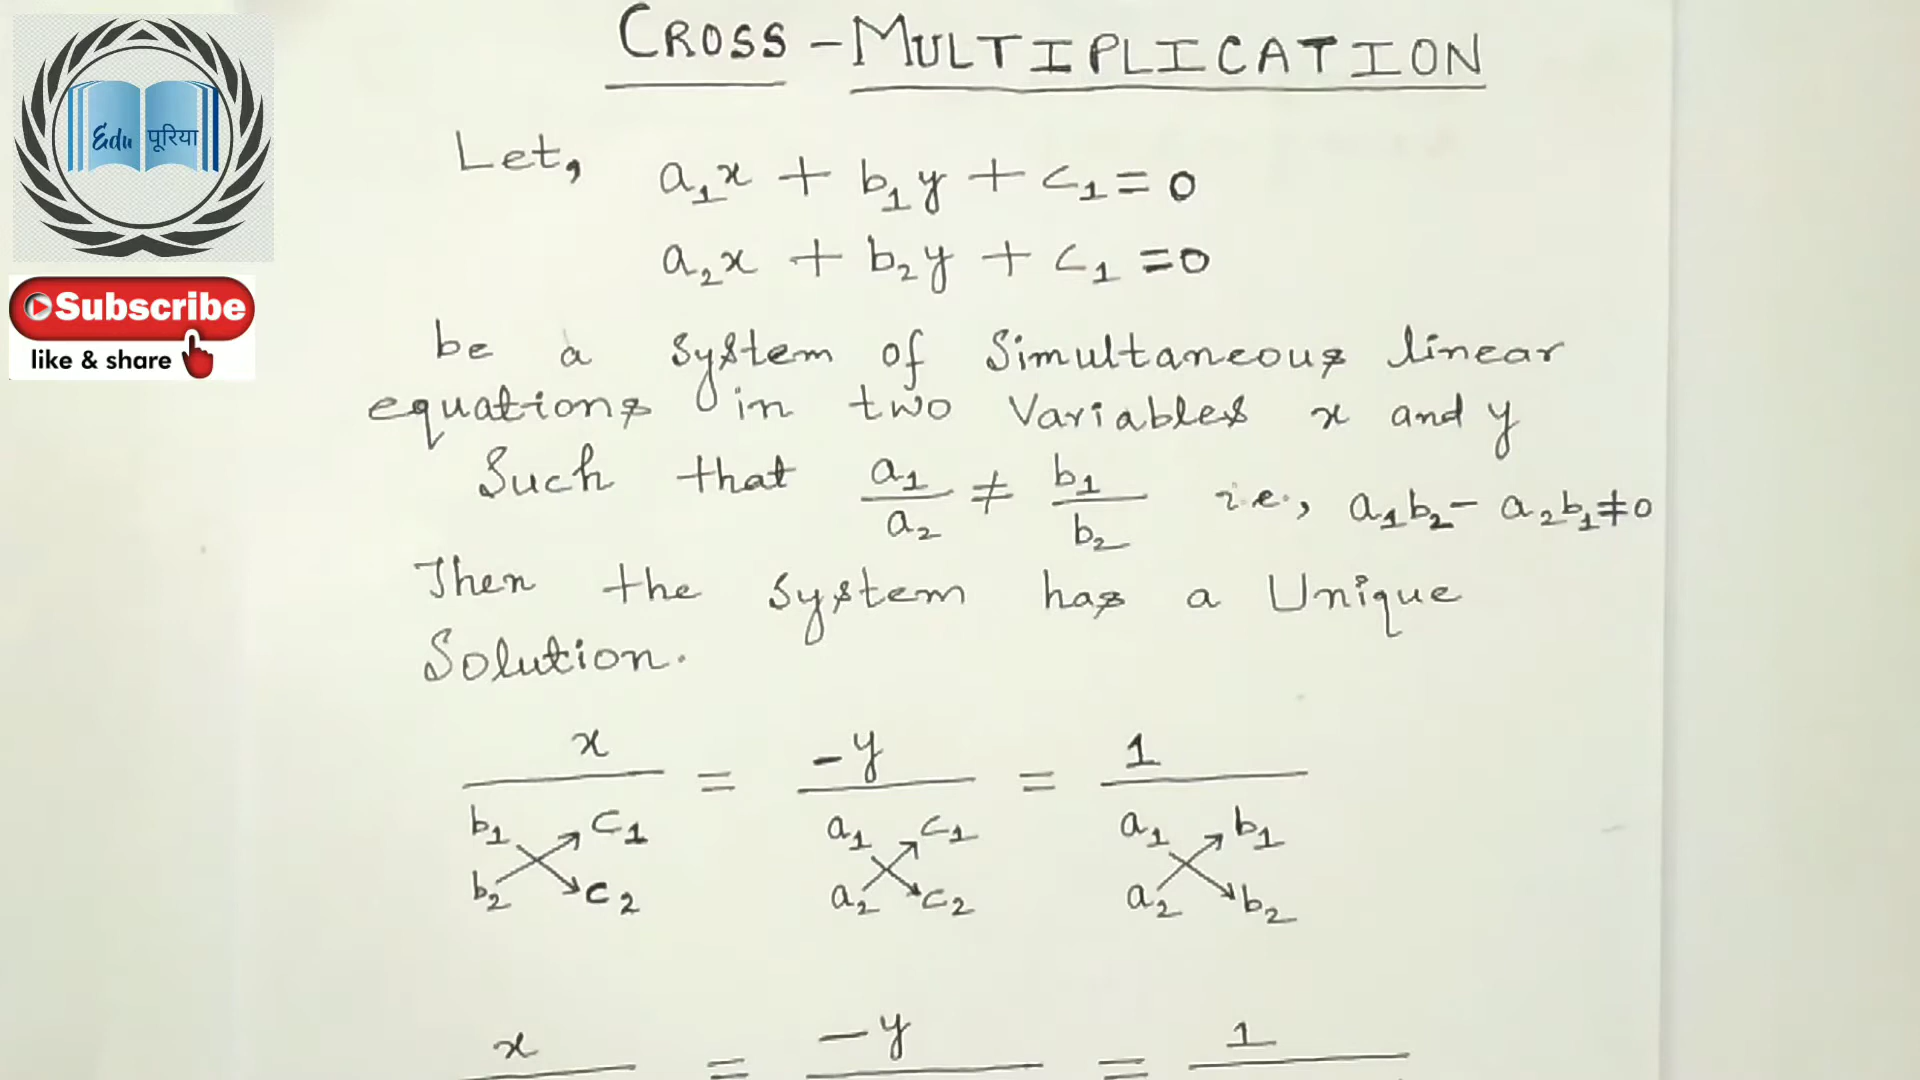 CROSS - MULTIPLICATION
Edu पूरिया
Let, a₁x + b₁y + c₁ = 0
a₂x + b₂y + c₁ = 0
Subscribe
like & share
be a system of Simultaneous linear
equations in two Variables x and y
Such that a₁/a₂ ≠ b₁/b₂ i.e., a₁b₂ - a₂b₁ ≠ 0
Then the system has a Unique
Solution.
x = -y = 1
b₁ c₁ a₁ c₁ a₁ b₁
b₂ c₂ a₂ c₂ a₂ b₂
x = -y = 1